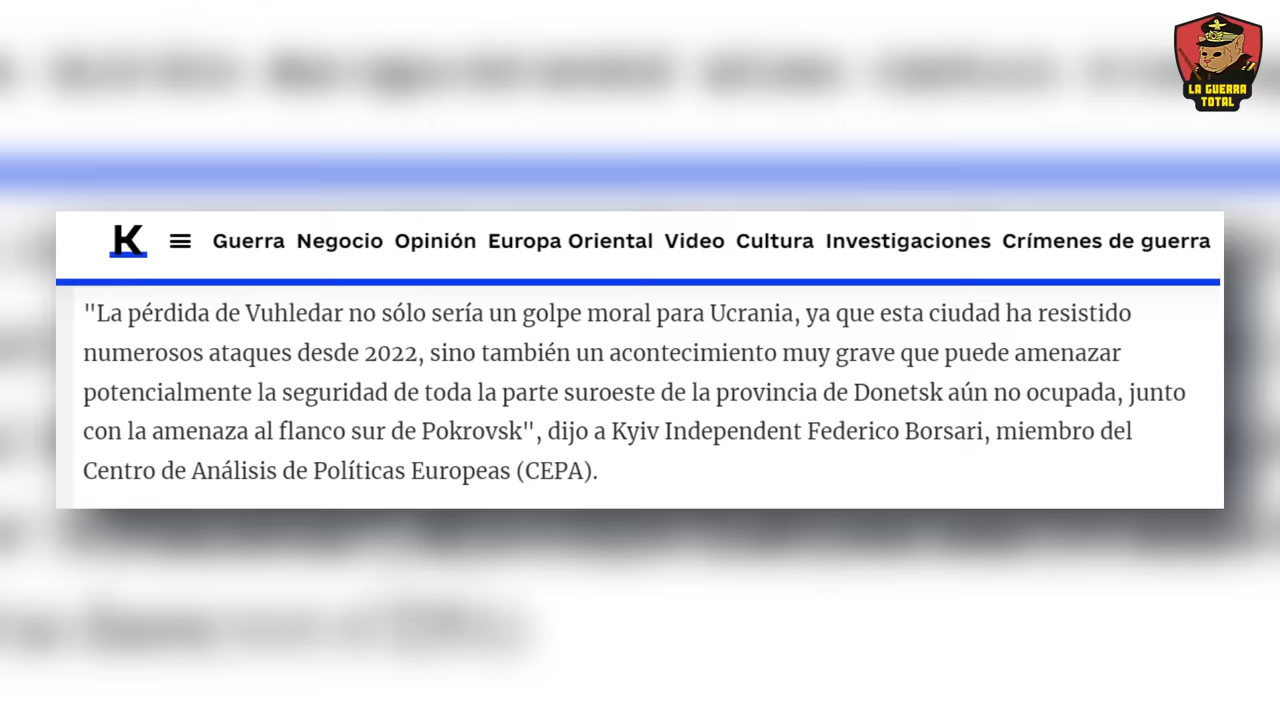 LA GUERRA
TOTAL
K
Guerra Negocio Opinión Europa Oriental Video Cultura Investigaciones Crímenes de guerra
"La pérdida de Vuhledar no sólo sería un golpe moral para Ucrania, ya que esta ciudad ha resistido
numerosos ataques desde 2022, sino también un acontecimiento muy grave que puede amenazar
potencialmente la seguridad de toda la parte suroeste de la provincia de Donetsk aún no ocupada, junto
con la amenaza al flanco sur de Pokrovsk", dijo a Kyiv Independent Federico Borsari, miembro del
Centro de Análisis de Políticas Europeas (CEPA).